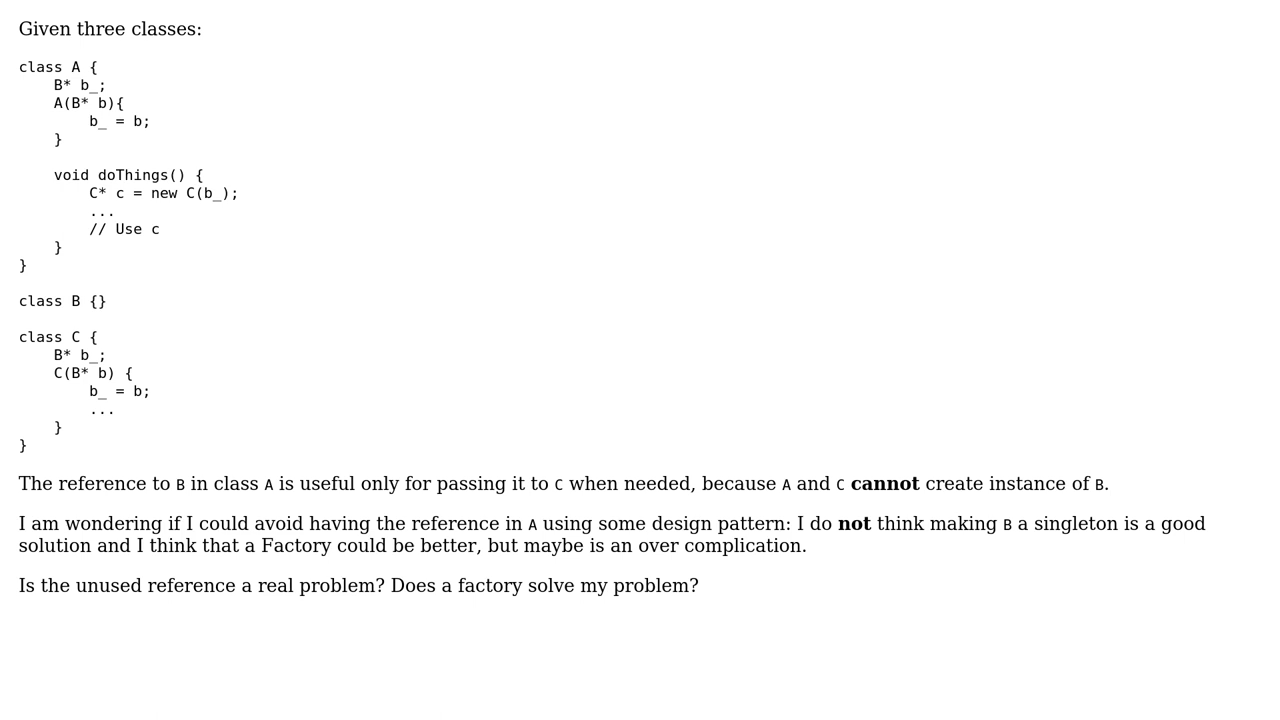 Given three classes:
class A {
    B* b_;
    A(B* b){
        b_ = b;
    }
    void doThings() {
        C* c = new C(b_);
        ...
        // Use c
    }
}
class B {}
class C {
    B* b_;
    C(B* b) {
        b_ = b;
        ...
    }
}
The reference to B in class A is useful only for passing it to C when needed, because A and C cannot create instance of B.
I am wondering if I could avoid having the reference in A using some design pattern: I do not think making B a singleton is a good
solution and I think that a Factory could be better, but maybe is an over complication.
Is the unused reference a real problem? Does a factory solve my problem?